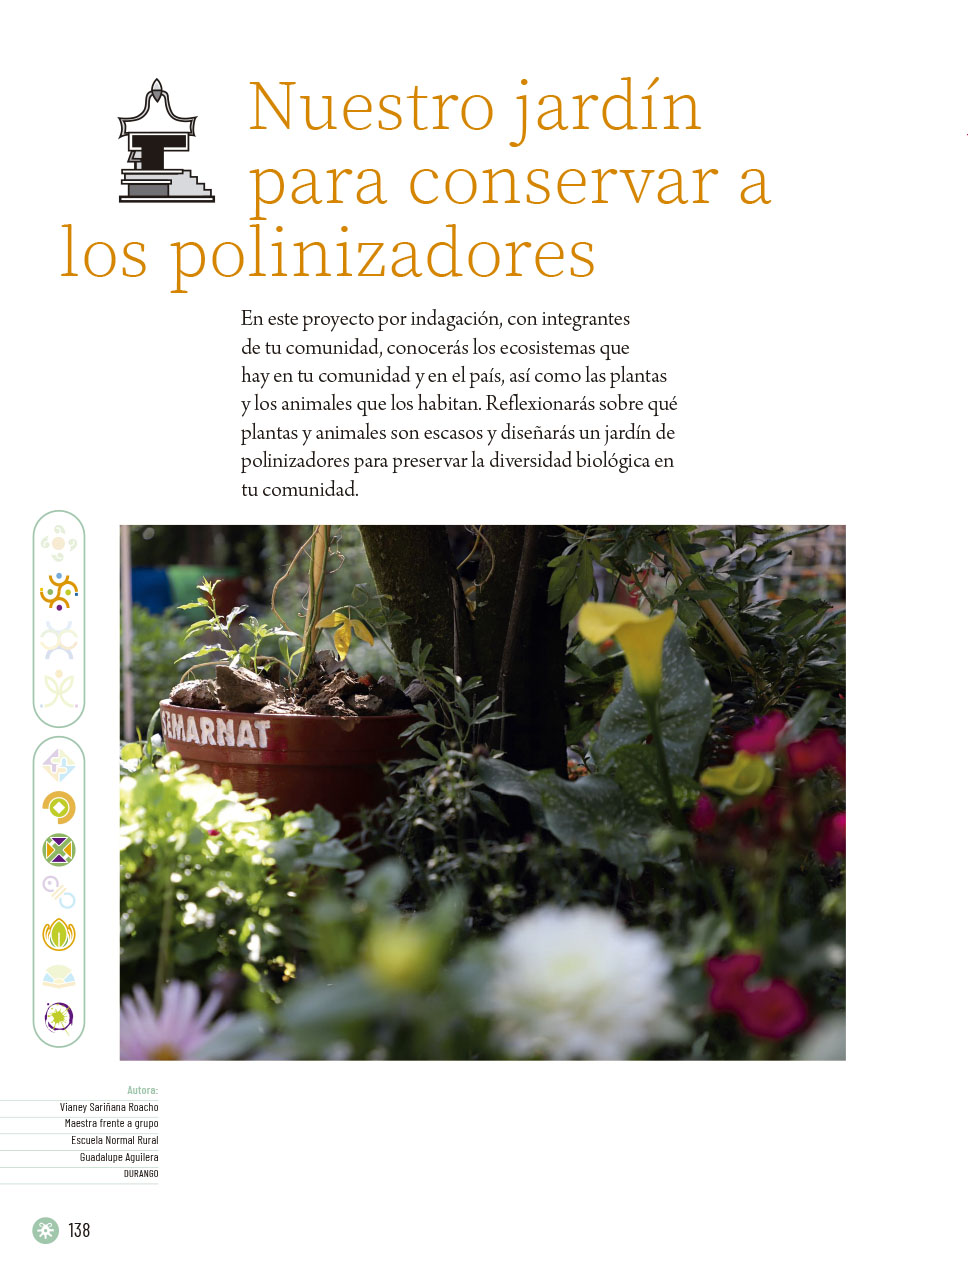 Nuestro jardín
para conservar a
los polinizadores
En este proyecto por indagación, con integrantes
de tu comunidad, conocerás los ecosistemas que
hay en tu comunidad y en el país, así como las plantas
y los animales que los habitan. Reflexionarás sobre qué
plantas y animales son escasos y diseñarás un jardín de
polinizadores para preservar la diversidad biológica en
tu comunidad.
SEMARNAT
Autora:
Vianey Sariñana Roacho
Maestra frente a grupo
Escuela Normal Rural
Guadalupe Aguilera
DURANGO
138